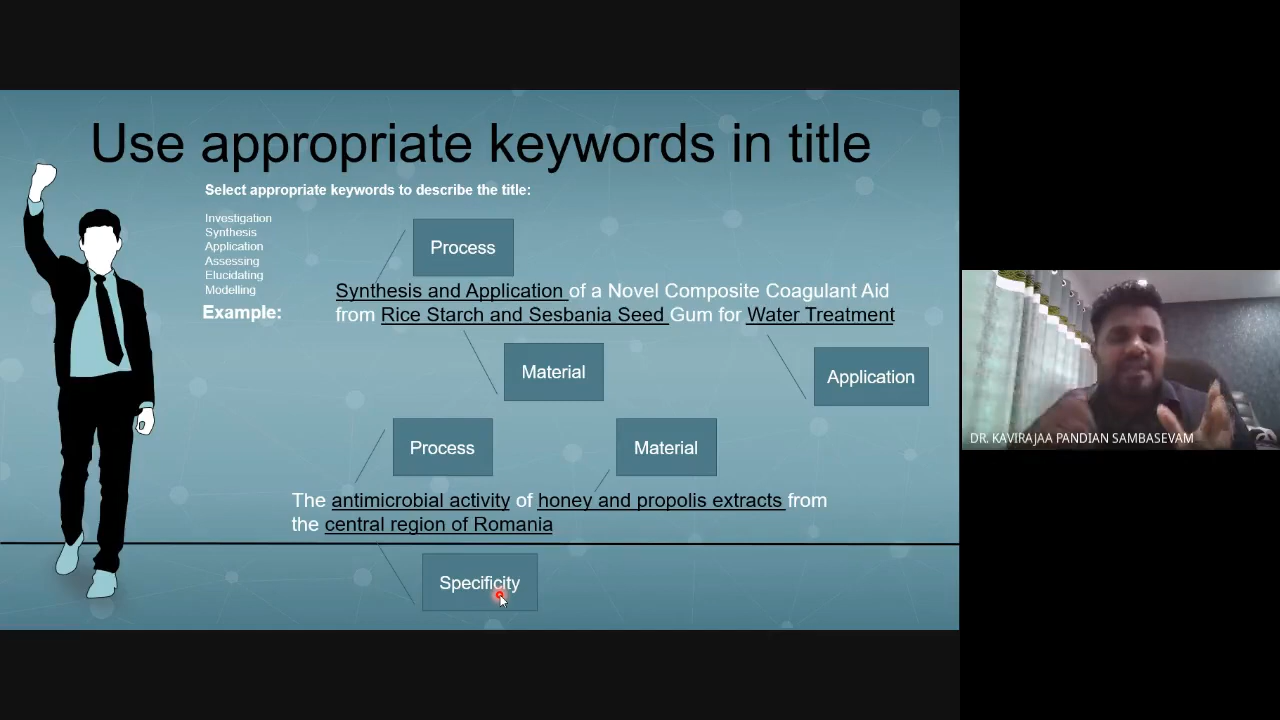 Use appropriate keywords in title
Select appropriate keywords to describe the title:
Investigation
Synthesis
Application
Assessing
Elucidating
Modelling
Example:
Process
Synthesis and Application of a Novel Composite Coagulant Aid
from Rice Starch and Sesbania Seed Gum for Water Treatment
Material
Application
Process
Material
The antimicrobial activity of honey and propolis extracts from
the central region of Romania
Specificity
DR. KAVIRAJAA PANDIAN SAMBASEVAM